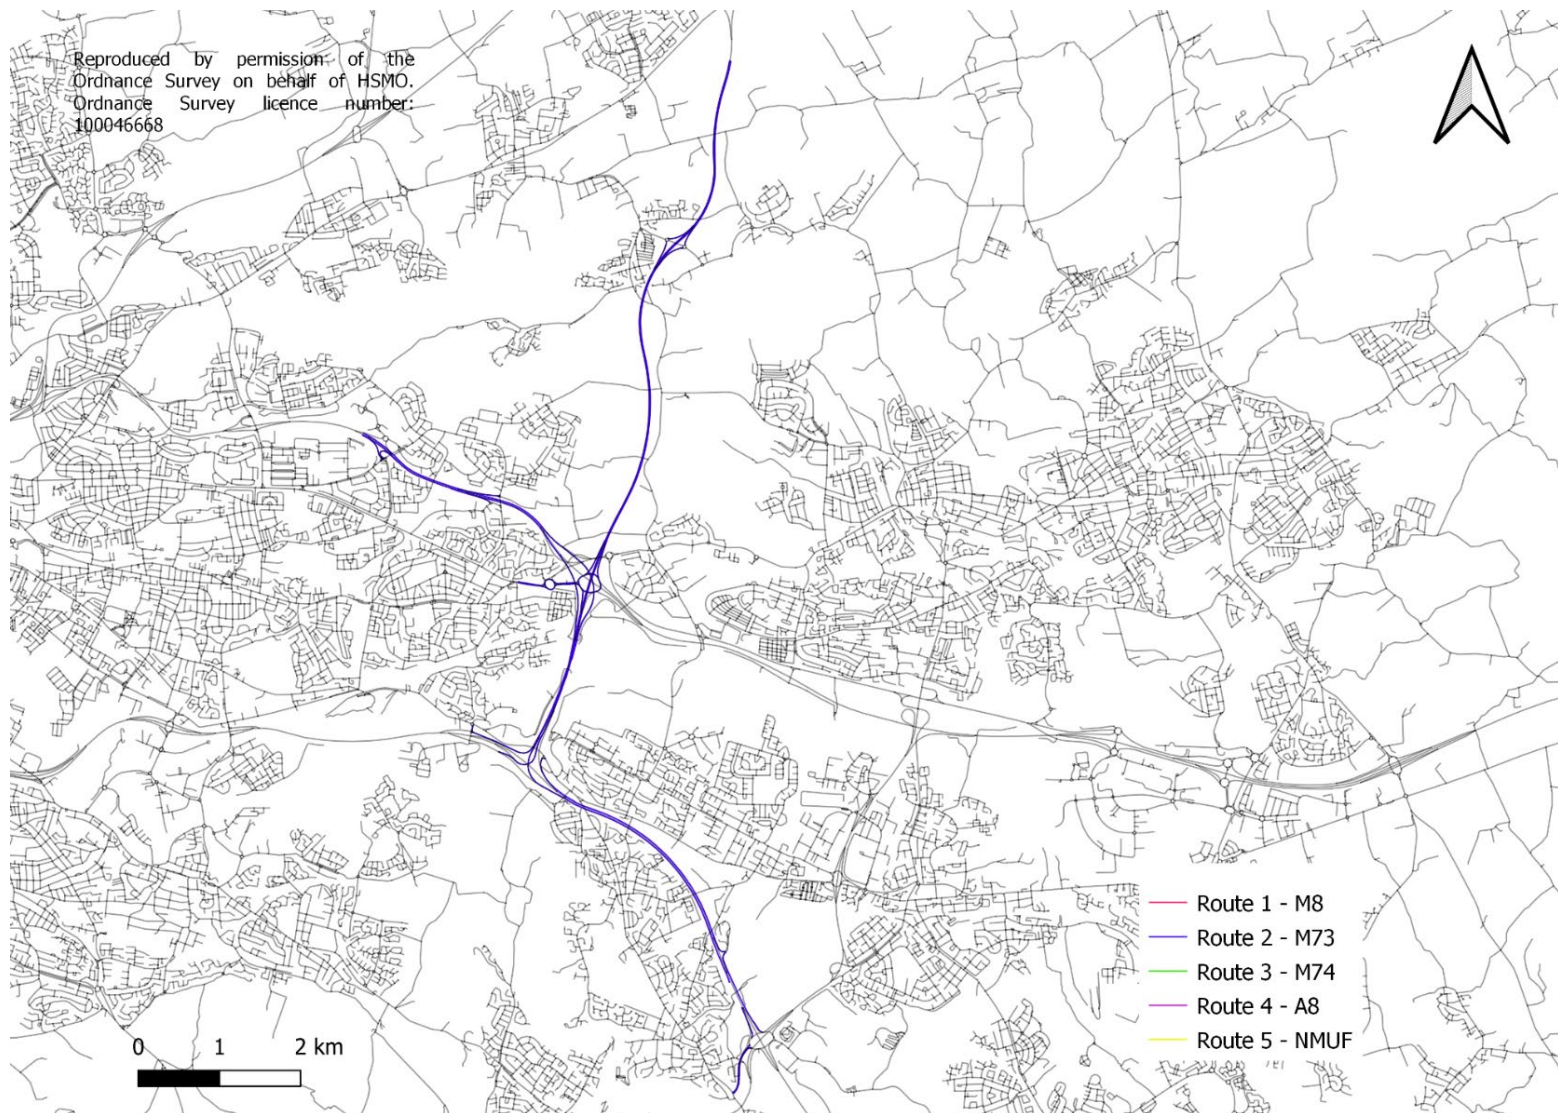 Reproduced by permission of the
Ordnance Survey on behalf of HSMO.
Ordnance Survey licence number:
100046668
Route 1 - M8
Route 2 - M73
Route 3 - M74
Route 4 - A8
Route 5 - NMUF
0 1 2 km